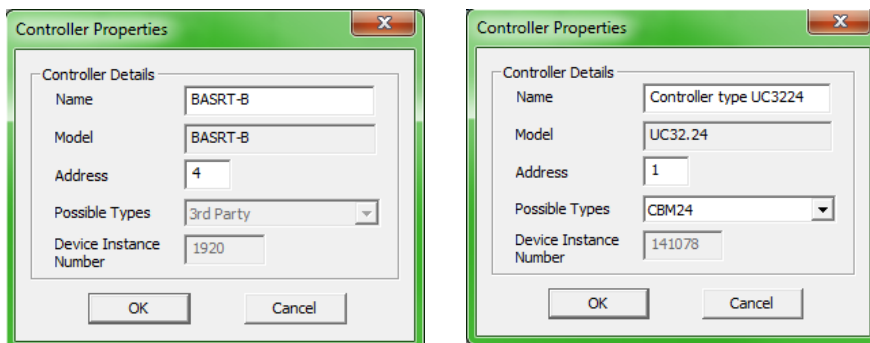 Controller Properties
x
Controller Details
Name BASRT-B
Model BASRT-B
Address 4
Possible Types 3rd Party
Device Instance Number 1920
OK Cancel
Controller Properties
x
Controller Details
Name Controller type UC3224
Model UC32.24
Address 1
Possible Types CBM24
Device Instance Number 141078
OK Cancel